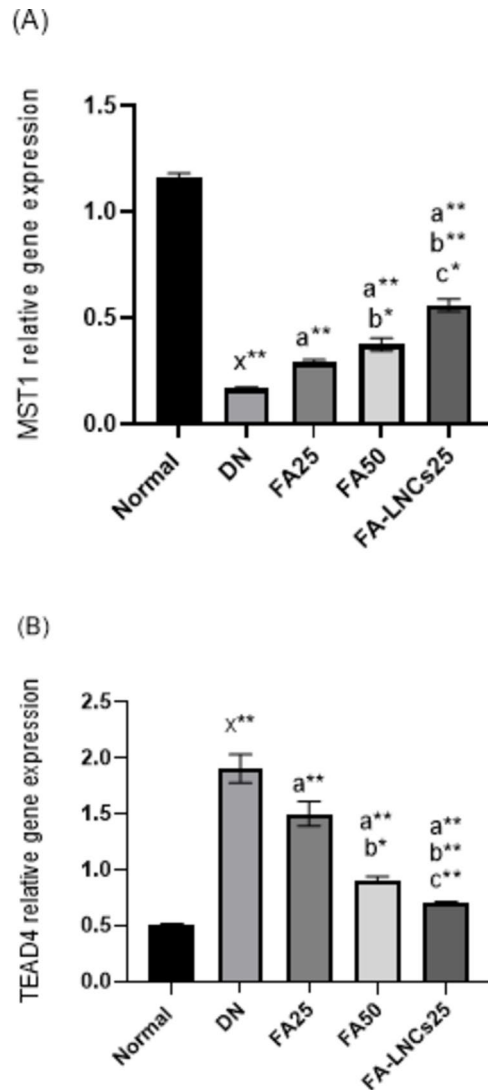 (A)
MST1 relative gene expression
1.5
1.0
0.5
0.0
x**
a**
a**
b*
a**
b**
c*
Normal
DN
FA25
FA50
FA-LNCs25
(B)
TEAD4 relative gene expression
2.5
2.0
1.5
1.0
0.5
0.0
x**
a**
a**
b*
a**
b**
c**
Normal
DN
FA25
FA50
FA-LNCs25